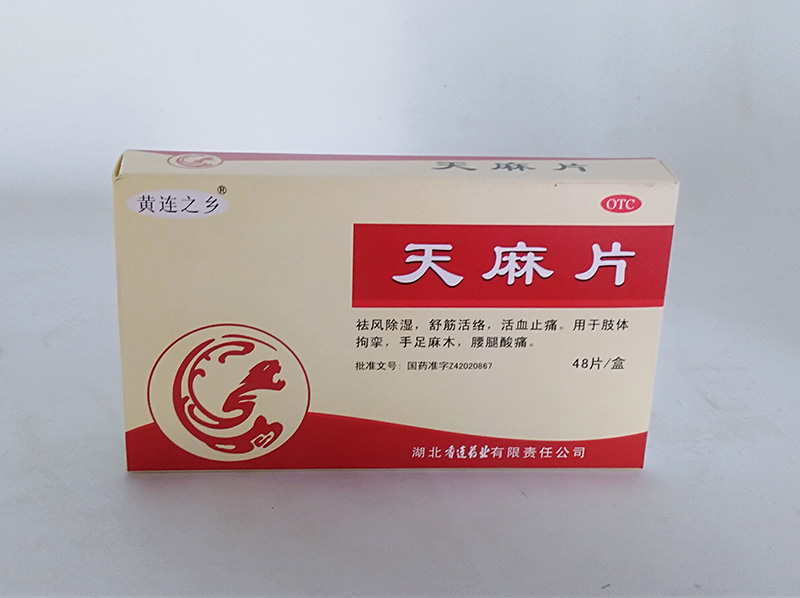 天麻片
黄连之乡®
OTC
天麻片
祛风除湿，舒筋活络，活血止痛。用于肢体
拘挛，手足麻木，腰腿酸痛。
批准文号：国药准字Z42020867
48片/盒
湖北香连药业有限责任公司